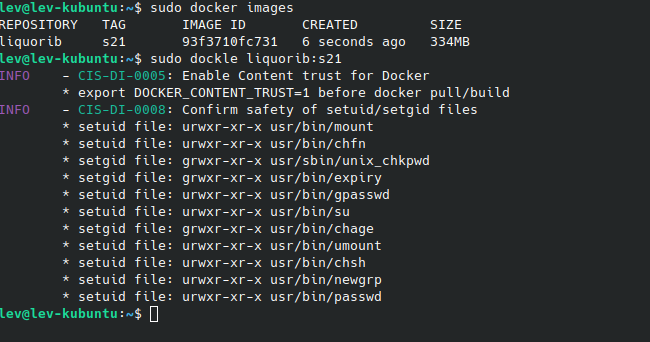 lev@lev-kubuntu:~$ sudo docker images
REPOSITORY   TAG       IMAGE ID       CREATED         SIZE
liquorib     s21       93f3710fc731   6 seconds ago   334MB
lev@lev-kubuntu:~$ sudo dockle liquorib:s21
INFO    - CIS-DI-0005: Enable Content trust for Docker
        * export DOCKER_CONTENT_TRUST=1 before docker pull/build
INFO    - CIS-DI-0008: Confirm safety of setuid/setgid files
        * setuid file: urwxr-xr-x usr/bin/mount
        * setuid file: urwxr-xr-x usr/bin/chfn
        * setgid file: grwxr-xr-x usr/sbin/unix_chkpwd
        * setgid file: grwxr-xr-x usr/bin/expiry
        * setuid file: urwxr-xr-x usr/bin/gpasswd
        * setuid file: urwxr-xr-x usr/bin/su
        * setgid file: grwxr-xr-x usr/bin/chage
        * setuid file: urwxr-xr-x usr/bin/umount
        * setuid file: urwxr-xr-x usr/bin/chsh
        * setuid file: urwxr-xr-x usr/bin/newgrp
        * setuid file: urwxr-xr-x usr/bin/passwd
lev@lev-kubuntu:~$